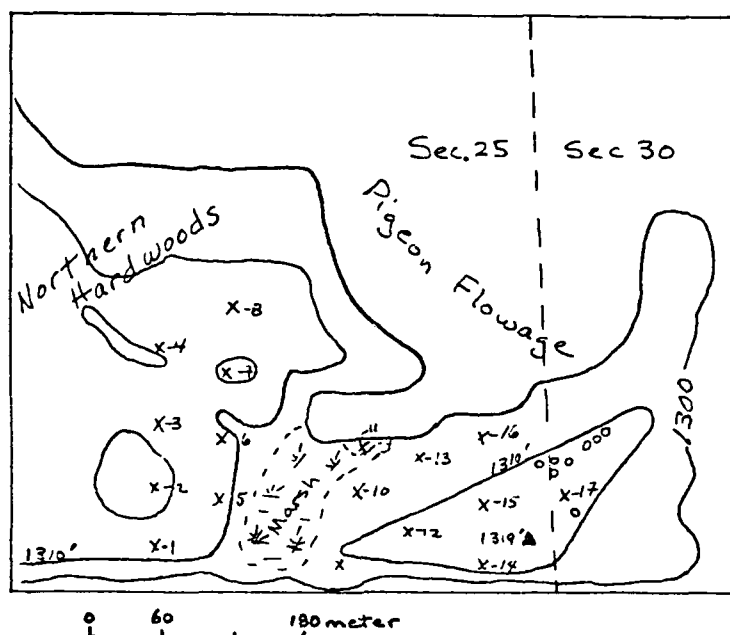 Sec. 25 Sec 30
Pigeon Flowage
Northern
Hardwoods
x-8
x-4
x-7
1300
x-3
x 6
11
x-16
x-13
1310'
x-2
x 5
Marsh
x-10
x-15
x-17
x-12
1319'
1310'
x-1
x
x-14
0 60 180 meter